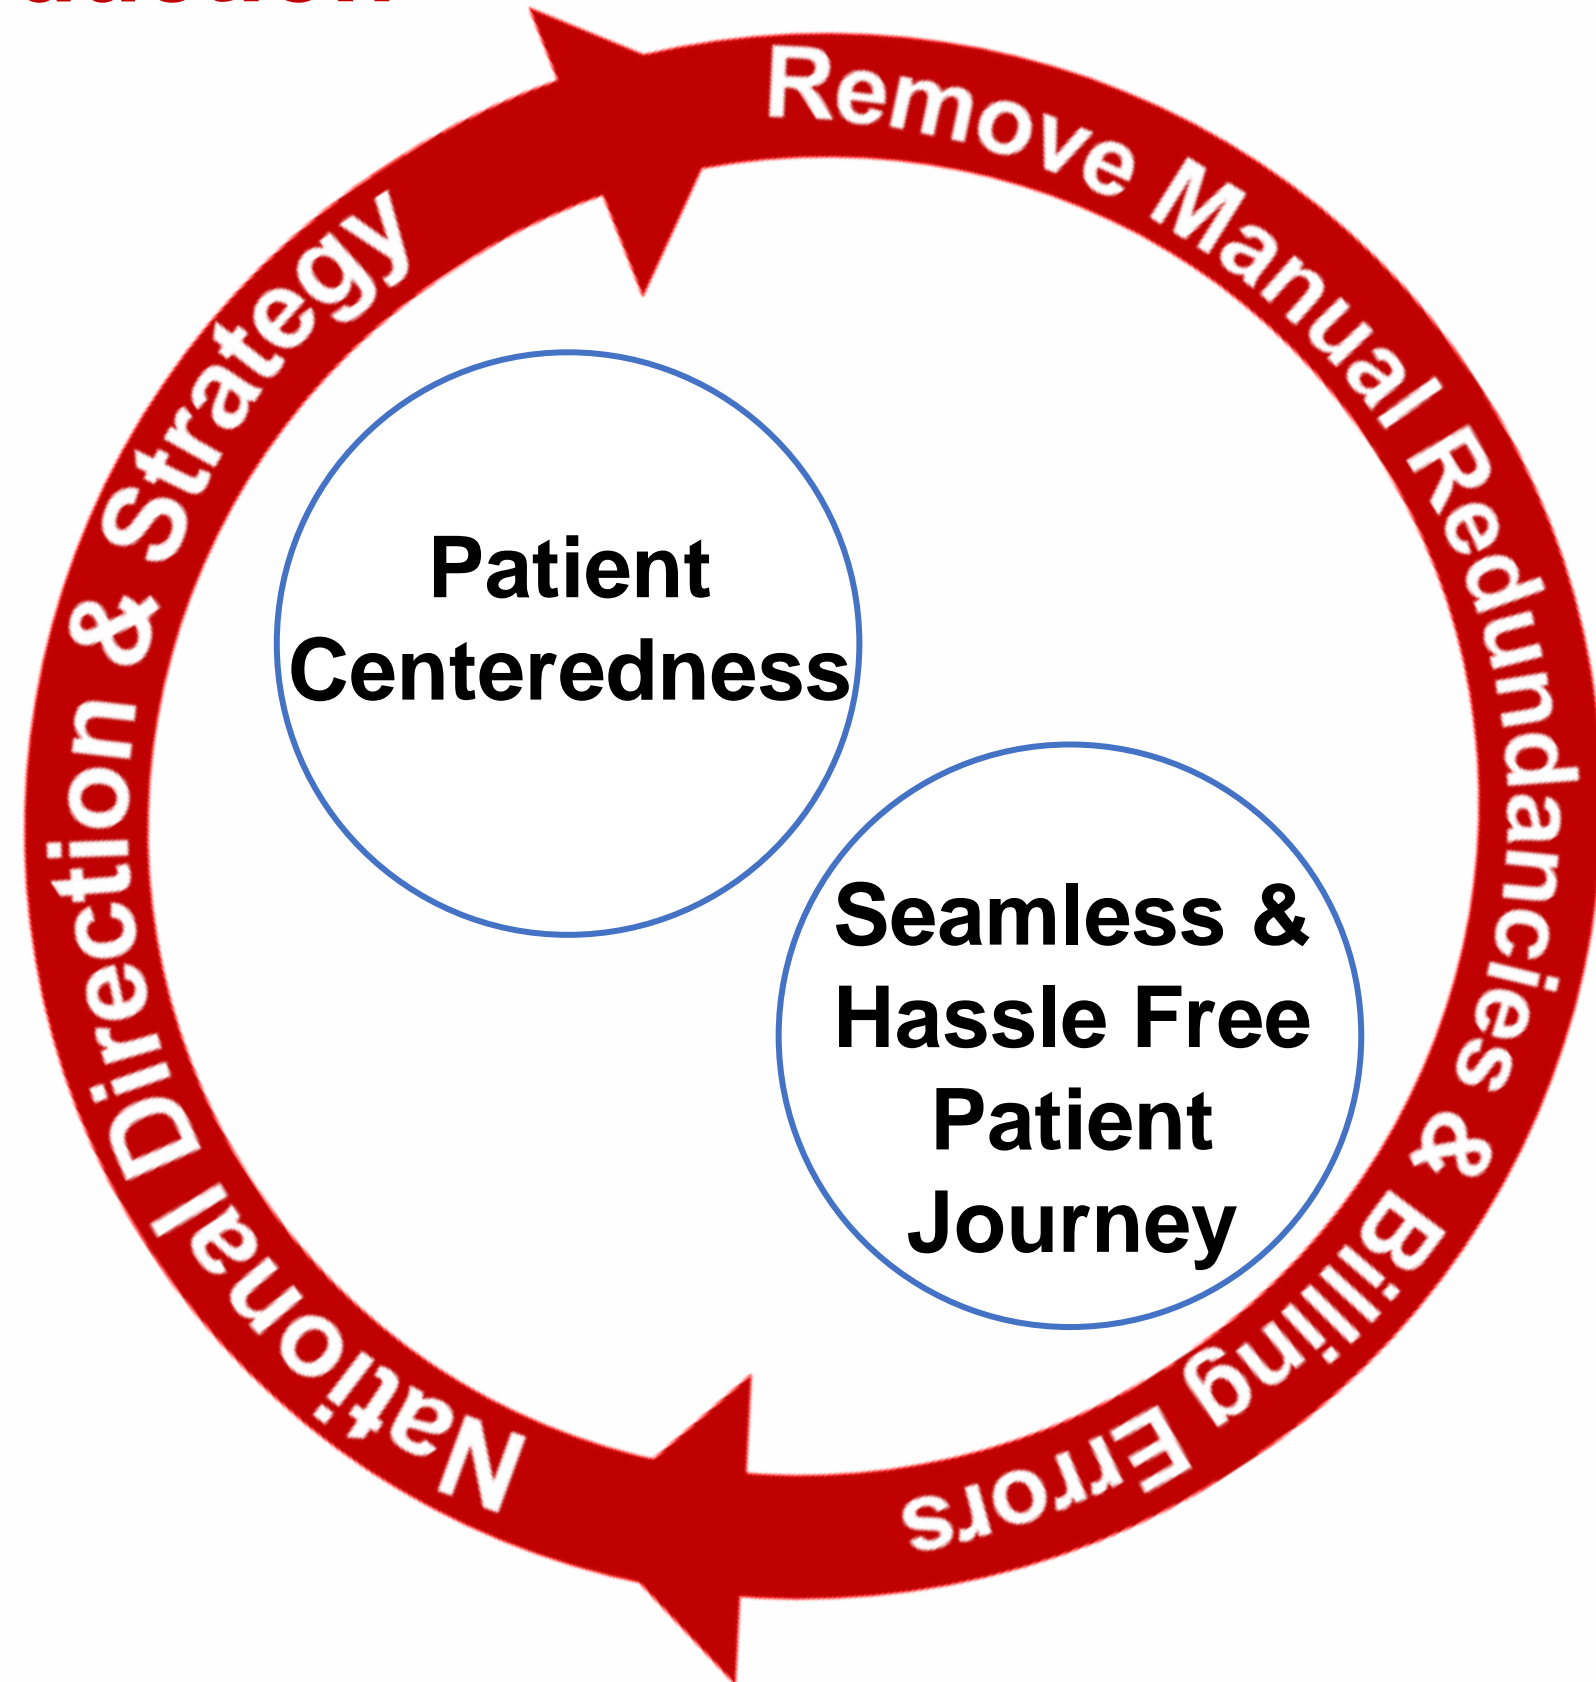 Remove Manual Redundancies & Billing Errors
National Direction & Strategy
Patient
Centeredness
Seamless &
Hassle Free
Patient
Journey